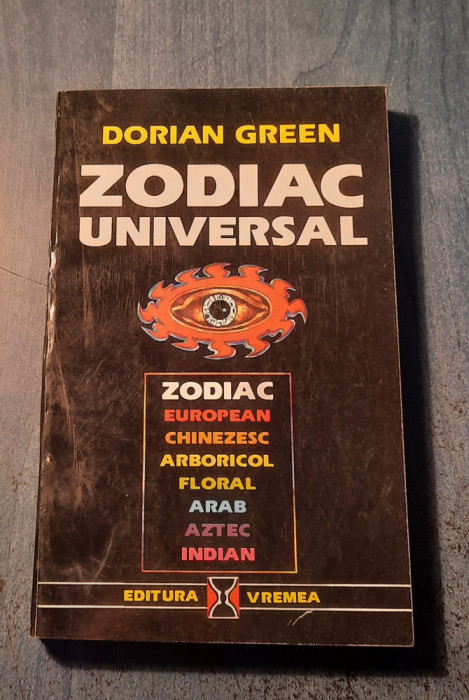 DORIAN GREEN
ZODIAC
UNIVERSAL
ZODIAC
EUROPEAN
CHINEZESC
ARBORICOL
FLORAL
ARAB
AZTEC
INDIAN
EDITURA VREMEA